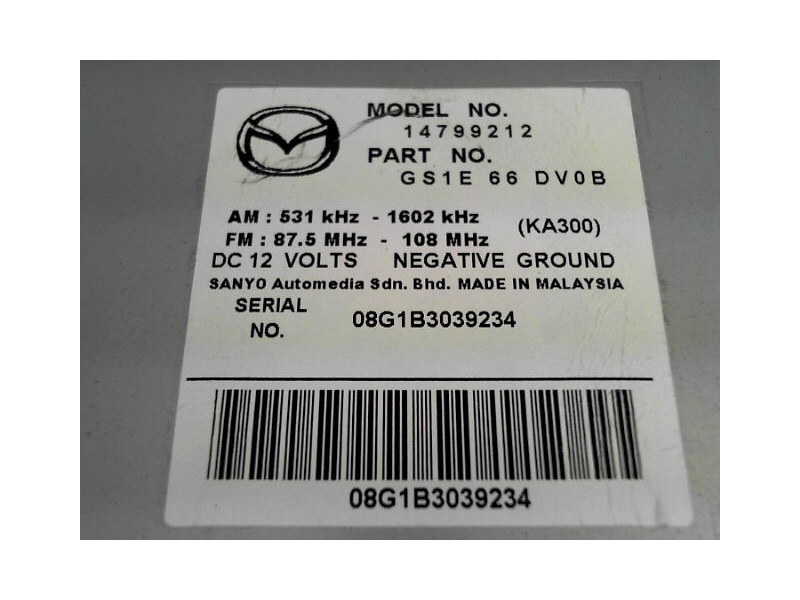 MODEL NO.
14799212
PART NO.
GS1E 66 DV0B
AM : 531 kHz - 1602 kHz
FM : 87.5 MHz - 108 MHz
(KA300)
DC 12 VOLTS NEGATIVE GROUND
SANYO Automedia Sdn. Bhd. MADE IN MALAYSIA
SERIAL
NO.
08G1B3039234
08G1B3039234